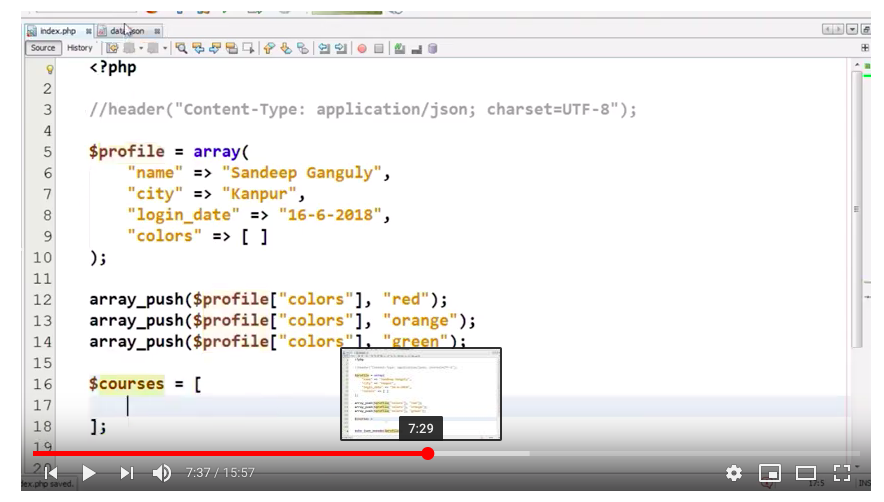 index.php data.json
Source History
<?php
2
3 //header("Content-Type: application/json; charset=UTF-8");
4
5 $profile = array(
6 "name" => "Sandeep Ganguly",
7 "city" => "Kanpur",
8 "login_date" => "16-6-2018",
9 "colors" => [ ]
10 );
11
12 array_push($profile["colors"], "red");
13 array_push($profile["colors"], "orange");
14 array_push($profile["colors"], "green");
15
16 $courses = [
17
18 ];
19
20
7:29
7:37 / 15:57
ex.php saved. 17:5 INS